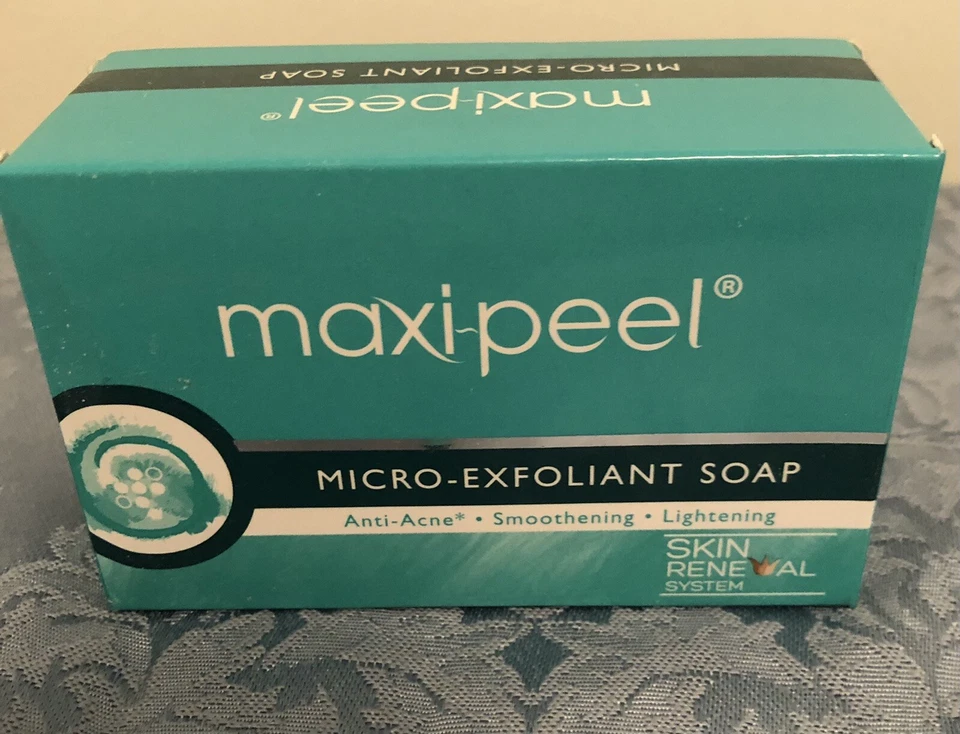 MICRO-EXFOLIANT SOAP
maxi-peel®
maxi-peel®
MICRO-EXFOLIANT SOAP
Anti-Acne* • Smoothening • Lightening
SKIN
RENEWAL
SYSTEM